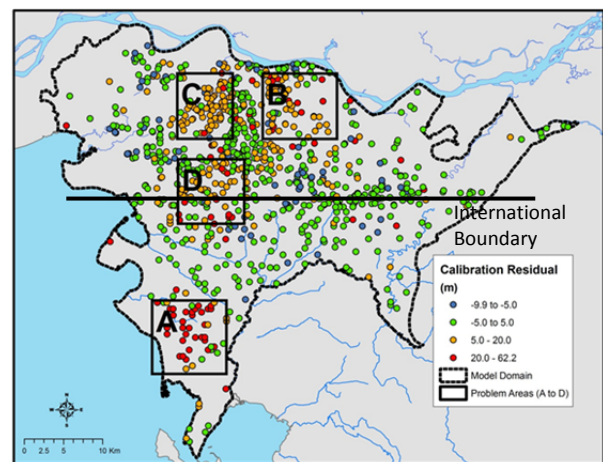 C
B
D
International
Boundary
A
Calibration Residual
(m)
-9.9 to -5.0
-5.0 to 5.0
5.0 - 20.0
20.0 - 62.2
Model Domain
Problem Areas (A to D)
N
W E
S
0 2.5 5 10 Km